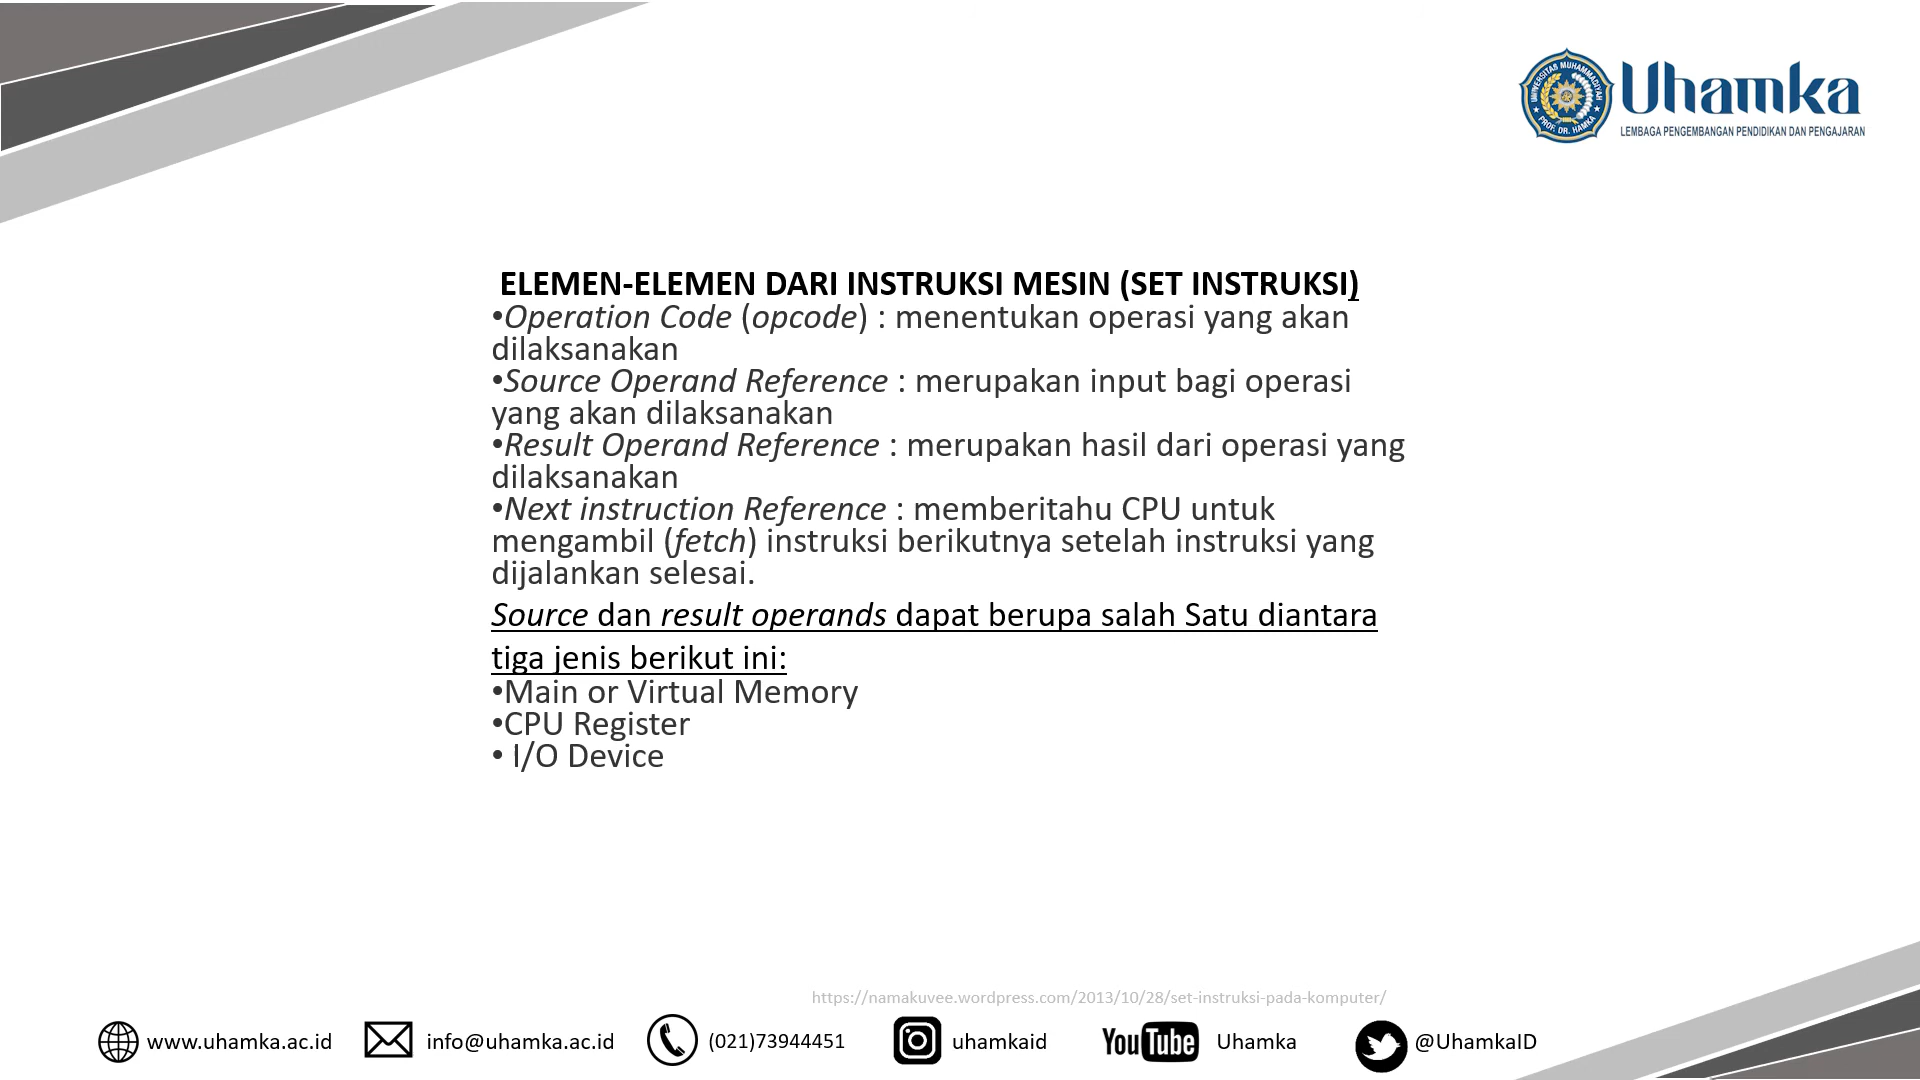 UNIVERSITAS MUHAMMADIYAH
PROF. DR. HAMKA
Uhamka
LEMBAGA PENGEMBANGAN PENDIDIKAN DAN PENGAJARAN
ELEMEN-ELEMEN DARI INSTRUKSI MESIN (SET INSTRUKSI)
•Operation Code (opcode) : menentukan operasi yang akan
dilaksanakan
•Source Operand Reference : merupakan input bagi operasi
yang akan dilaksanakan
•Result Operand Reference : merupakan hasil dari operasi yang
dilaksanakan
•Next instruction Reference : memberitahu CPU untuk
mengambil (fetch) instruksi berikutnya setelah instruksi yang
dijalankan selesai.
Source dan result operands dapat berupa salah Satu diantara
tiga jenis berikut ini:
•Main or Virtual Memory
•CPU Register
• I/O Device
https://namakuvee.wordpress.com/2013/10/28/set-instruksi-pada-komputer/
www.uhamka.ac.id info@uhamka.ac.id (021)73944451 uhamkaid YouTube Uhamka @UhamkaID